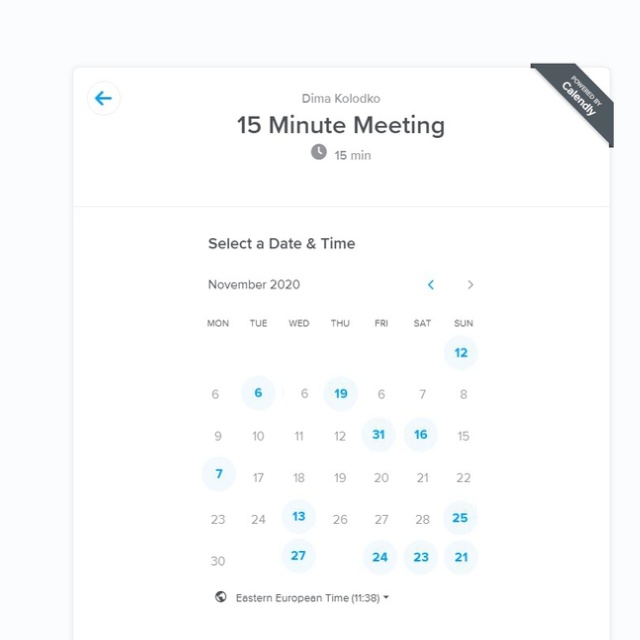 POWERED BY
Calendly
Dima Kolodko
15 Minute Meeting
15 min
Select a Date & Time
November 2020
MON TUE WED THU FRI SAT SUN
12
6 6 6 19 6 7 8
9 10 11 12 31 16 15
7 17 18 19 20 21 22
23 24 13 26 27 28 25
30 27 24 23 21
Eastern European Time (11:38)